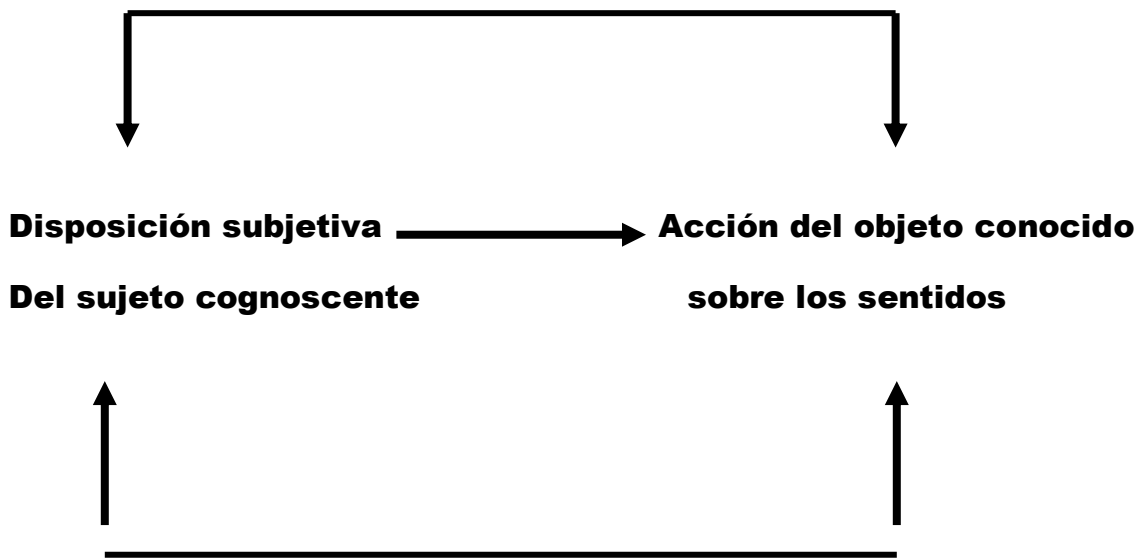 Disposición subjetiva Acción del objeto conocido
Del sujeto cognoscente sobre los sentidos